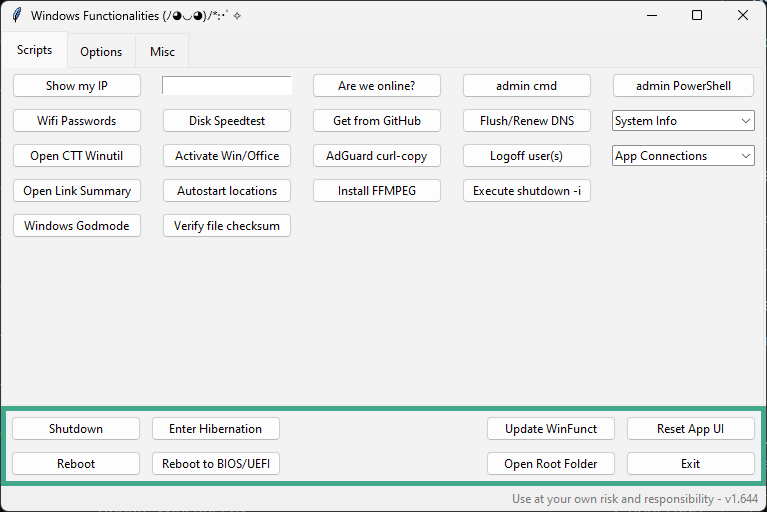 Windows Functionalities (/◕◡◕)/*:･ﾟ✧
Scripts Options Misc
Show my IP Are we online? admin cmd admin PowerShell
Wifi Passwords Disk Speedtest Get from GitHub Flush/Renew DNS System Info
Open CTT Winutil Activate Win/Office AdGuard curl-copy Logoff user(s) App Connections
Open Link Summary Autostart locations Install FFMPEG Execute shutdown -i
Windows Godmode Verify file checksum
Shutdown Enter Hibernation Update WinFunct Reset App UI
Reboot Reboot to BIOS/UEFI Open Root Folder Exit
Use at your own risk and responsibility - v1.644